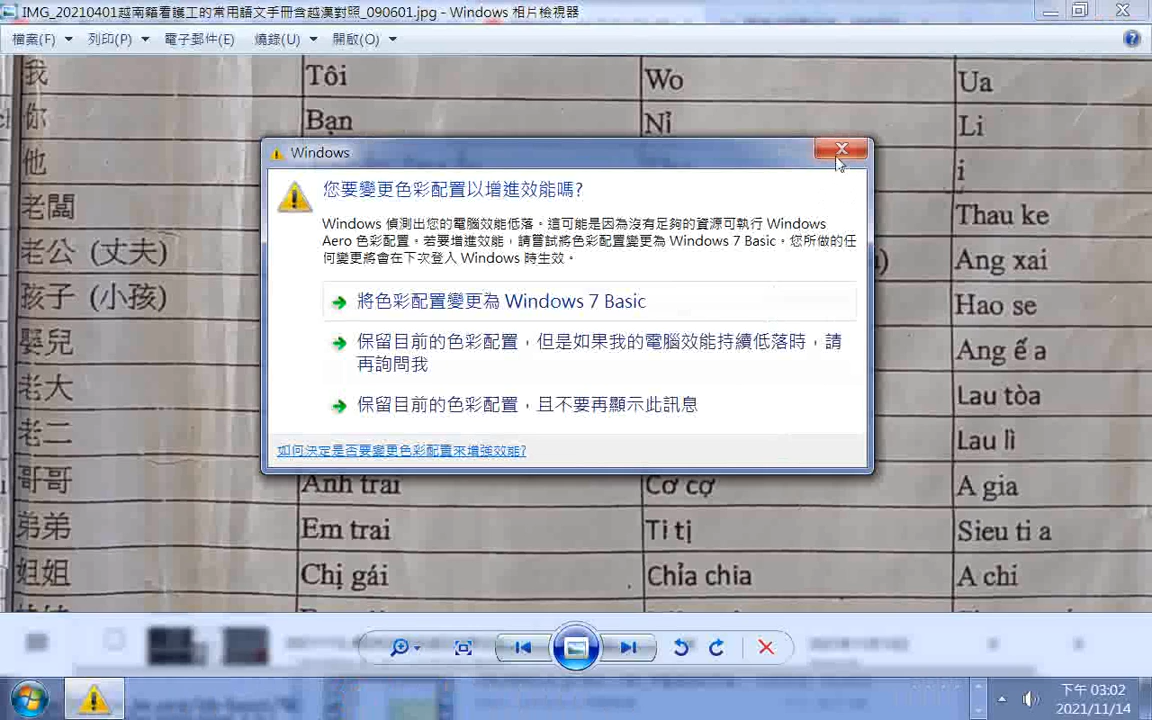 IMG_20210401越南籍看護工的常用語文手冊含越漢對照_090601.jpg - Windows 相片檢視器
檔案(F) 列印(P) 電子郵件(E) 燒錄(U) 開啟(O)
我 Tôi Wo Ua
你 Bạn Nỉ Li
他 i
老闆 Thau ke
老公 (丈夫) Ang xai
孩子 (小孩) Hao se
嬰兒 Ang ế a
老大 Lau tòa
老二 Lau lì
哥哥 Anh trai Cơ cợ A gia
弟弟 Em trai Ti tị Sieu ti a
姐姐 Chị gái Chỉa chia A chi
Windows
您要變更色彩配置以增進效能嗎?
Windows 偵測出您的電腦效能低落。這可能是因為沒有足夠的資源可執行 Windows
Aero 色彩配置。若要增進效能，請嘗試將色彩配置變更為 Windows 7 Basic。您所做的任
何變更將會在下次登入 Windows 時生效。
將色彩配置變更為 Windows 7 Basic
保留目前的色彩配置，但是如果我的電腦效能持續低落時，請
再詢問我
保留目前的色彩配置，且不要再顯示此訊息
如何決定是否要變更色彩配置來增強效能?
下午 03:02
2021/11/14